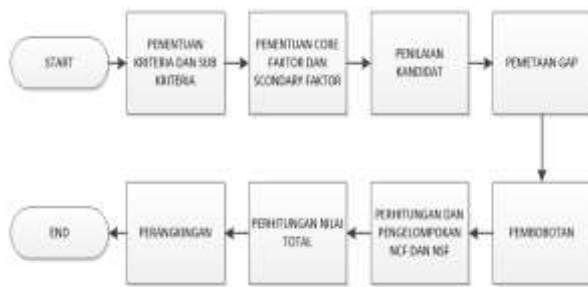 START
PENENTUAN
KRITERIA DAN SUB
KRITERIA
PENENTUAN CORE
FAKTOR DAN
SCONDARY FAKTOR
PENILAIAN
KANDIDAT
PEMETAAN GAP
PEMBOBOTAN
PERHITUNGAN DAN
PENGELOMPOKAN
NCF DAN NSF
PERHITUNGAN NILAI
TOTAL
PERANGKINGAN
END